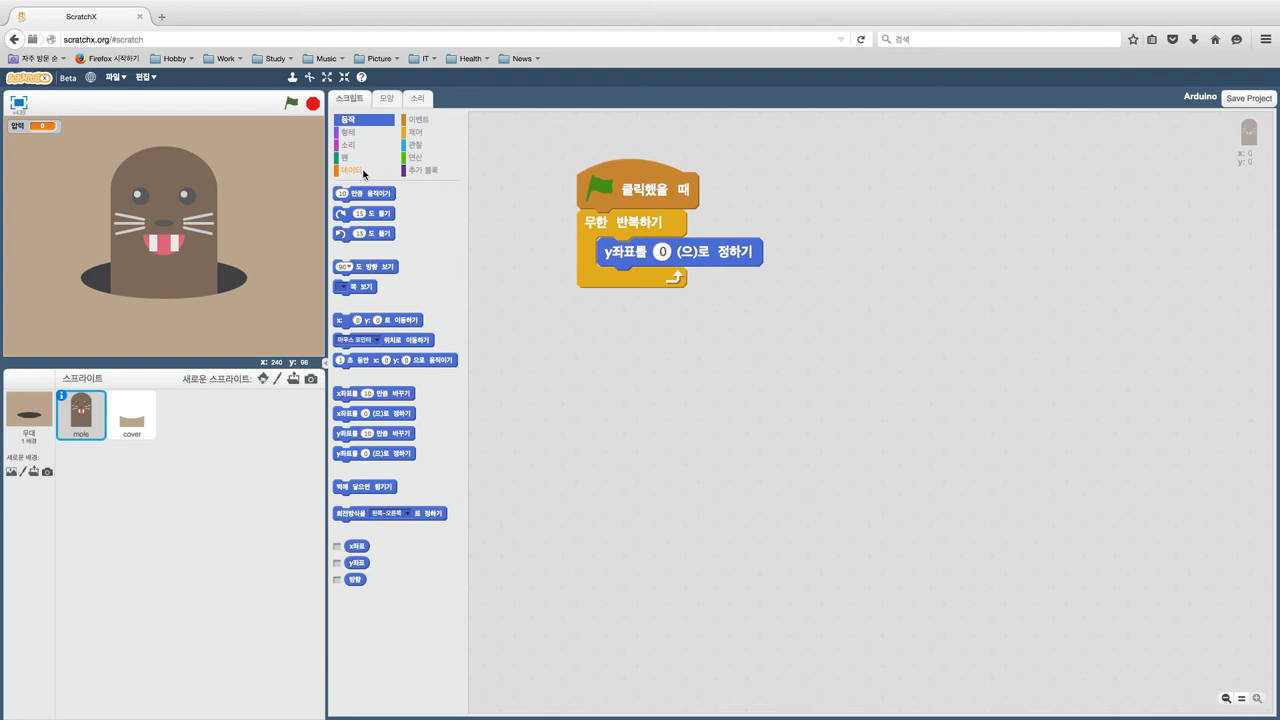 ScratchX
scratchx.org/#scratch
검색
자주 방문 순
Firefox 시작하기
Hobby
Work
Study
Music
Picture
IT
Health
News
SCRATCHX
Beta
파일
편집
v439
압력 0
스크립트
모양
소리
Arduino
Save Project
동작
이벤트
형태
제어
소리
관찰
펜
연산
데이터
추가 블록
10 만큼 움직이기
15 도 돌기
15 도 돌기
90 도 방향 보기
쪽 보기
x: 0 y: 0 로 이동하기
마우스 포인터 위치로 이동하기
1 초 동안 x: 0 y: 0 으로 움직이기
x좌표를 10 만큼 바꾸기
x좌표를 0 (으)로 정하기
y좌표를 10 만큼 바꾸기
y좌표를 0 (으)로 정하기
벽에 닿으면 튕기기
회전방식을 왼쪽-오른쪽 로 정하기
x좌표
y좌표
방향
클릭했을 때
무한 반복하기
y좌표를 0 (으)로 정하기
x: 0
y: 0
x: 240 y: 96
스프라이트
새로운 스프라이트:
무대
1 배경
새로운 배경:
mole
cover